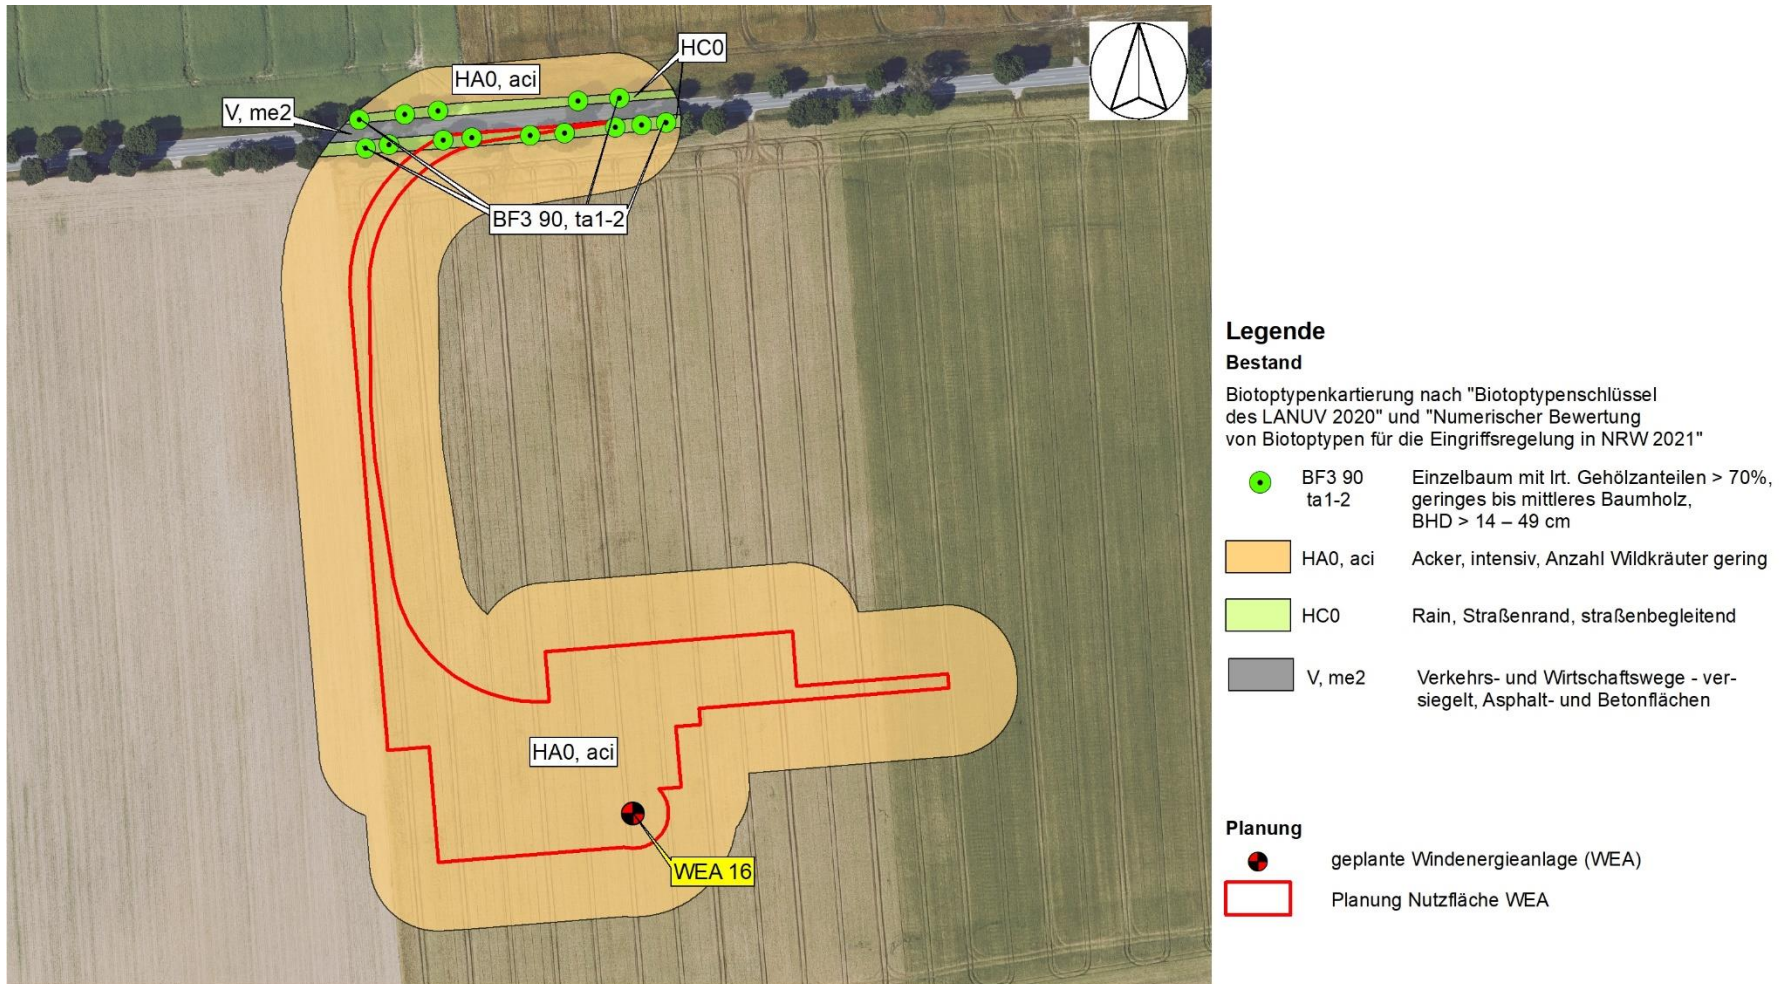 HC0
HA0, aci
V, me2
BF3 90, ta1-2
HA0, aci
WEA 16
Legende
Bestand
Biotoptypenkartierung nach "Biotoptypenschlüssel
des LANUV 2020" und "Numerischer Bewertung
von Biotoptypen für die Eingriffsregelung in NRW 2021"
BF3 90 Einzelbaum mit lrt. Gehölzanteilen > 70%,
ta1-2 geringes bis mittleres Baumholz,
BHD > 14 – 49 cm
HA0, aci Acker, intensiv, Anzahl Wildkräuter gering
HC0 Rain, Straßenrand, straßenbegleitend
V, me2 Verkehrs- und Wirtschaftswege - ver-
siegelt, Asphalt- und Betonflächen
Planung
geplante Windenergieanlage (WEA)
Planung Nutzfläche WEA